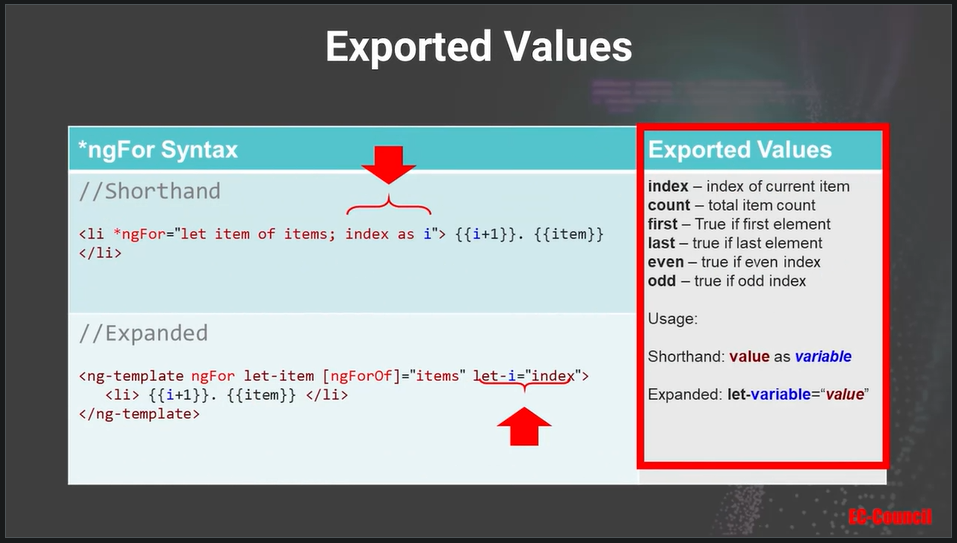 Exported Values
*ngFor Syntax
//Shorthand
<li *ngFor="let item of items; index as i"> {{i+1}}. {{item}}
</li>
//Expanded
<ng-template ngFor let-item [ngForOf]="items" let-i="index">
<li> {{i+1}}. {{item}} </li>
</ng-template>
Exported Values
index – index of current item
count – total item count
first – True if first element
last – true if last element
even – true if even index
odd – true if odd index
Usage:
Shorthand: value as variable
Expanded: let-variable=“value”
EC-Council